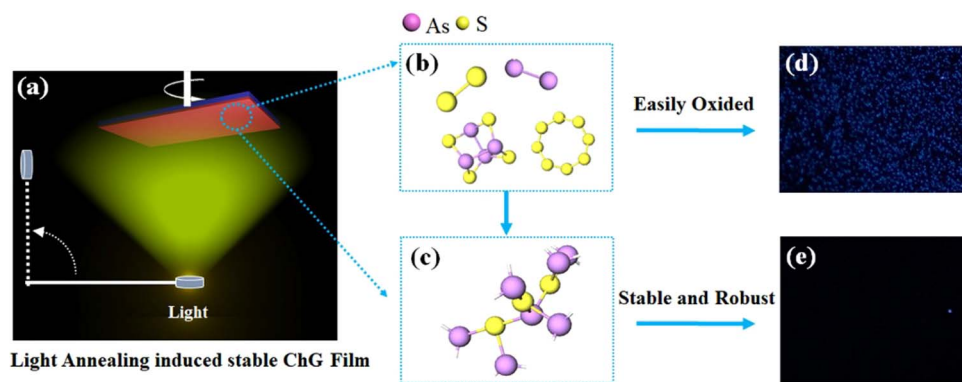 As S
(a)
(b)
(d)
Easily Oxided
(c)
(e)
Stable and Robust
Light
Light Annealing induced stable ChG Film